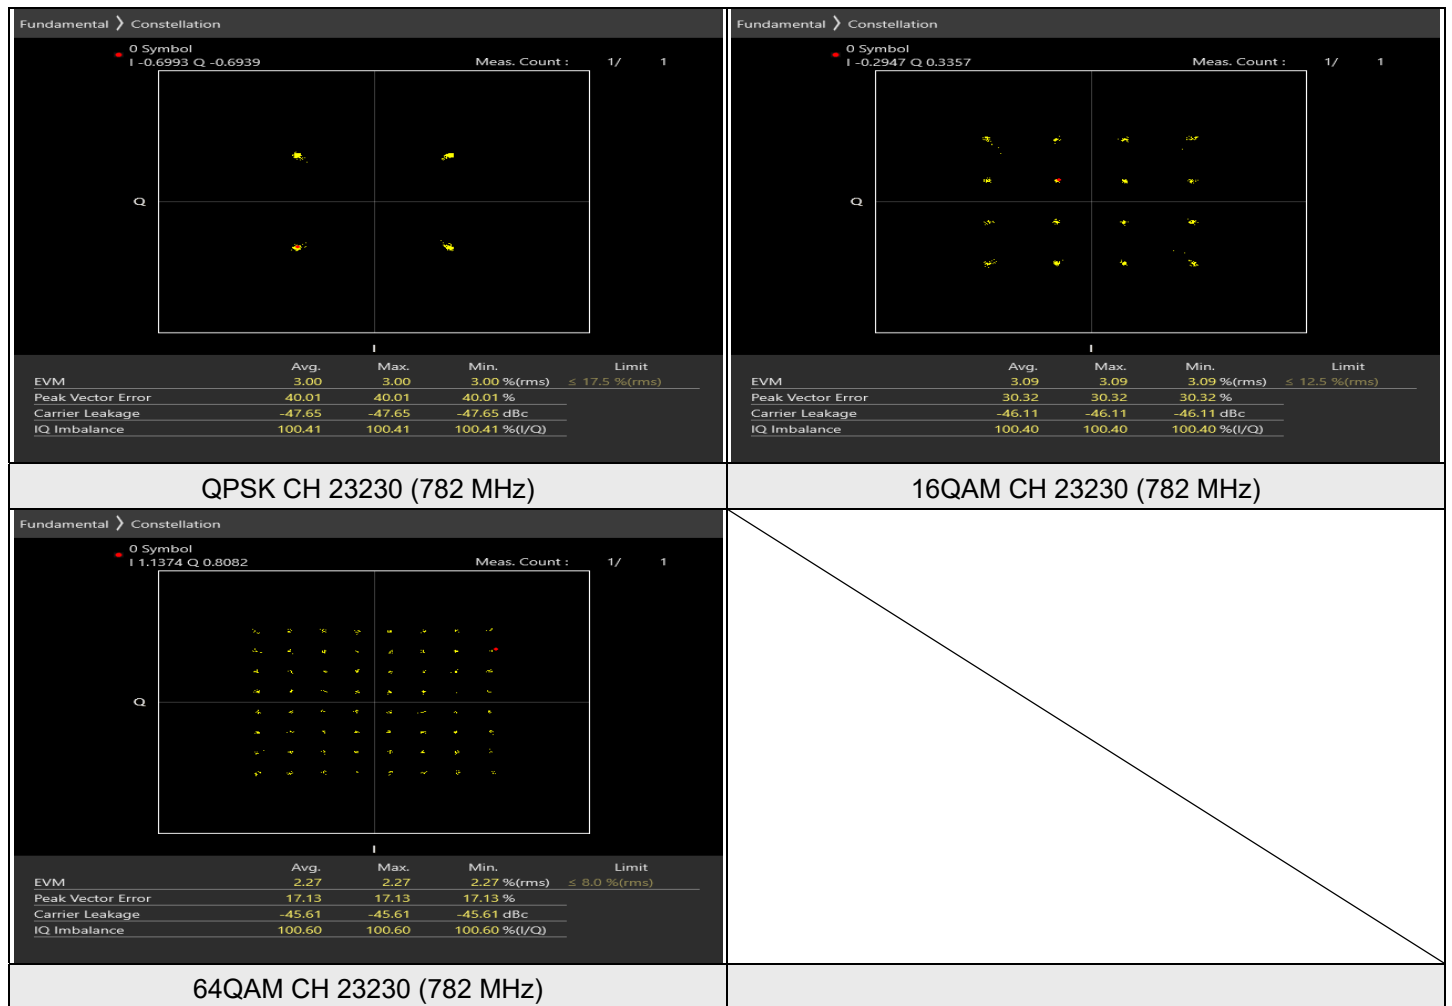 Fundamental ❯ Constellation
0 Symbol
I -0.6993 Q -0.6939 Meas. Count : 1/ 1
Q
I
Avg. Max. Min. Limit
EVM 3.00 3.00 3.00 %(rms) ≤ 17.5 %(rms)
Peak Vector Error 40.01 40.01 40.01 %
Carrier Leakage -47.65 -47.65 -47.65 dBc
IQ Imbalance 100.41 100.41 100.41 %(I/Q)
QPSK CH 23230 (782 MHz)
Fundamental ❯ Constellation
0 Symbol
I -0.2947 Q 0.3357 Meas. Count : 1/ 1
Q
I
Avg. Max. Min. Limit
EVM 3.09 3.09 3.09 %(rms) ≤ 12.5 %(rms)
Peak Vector Error 30.32 30.32 30.32 %
Carrier Leakage -46.11 -46.11 -46.11 dBc
IQ Imbalance 100.40 100.40 100.40 %(I/Q)
16QAM CH 23230 (782 MHz)
Fundamental ❯ Constellation
0 Symbol
I 1.1374 Q 0.8082 Meas. Count : 1/ 1
Q
I
Avg. Max. Min. Limit
EVM 2.27 2.27 2.27 %(rms) ≤ 8.0 %(rms)
Peak Vector Error 17.13 17.13 17.13 %
Carrier Leakage -45.61 -45.61 -45.61 dBc
IQ Imbalance 100.60 100.60 100.60 %(I/Q)
64QAM CH 23230 (782 MHz)